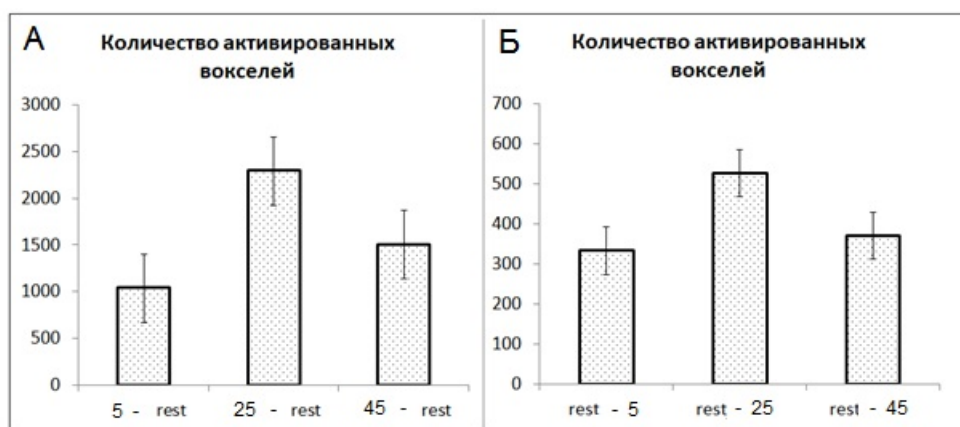 А
Количество активированных
вокселей
3000
2500
2000
1500
1000
500
0
5 - rest 25 - rest 45 - rest
Б
Количество активированных
вокселей
700
600
500
400
300
200
100
0
rest - 5 rest - 25 rest - 45